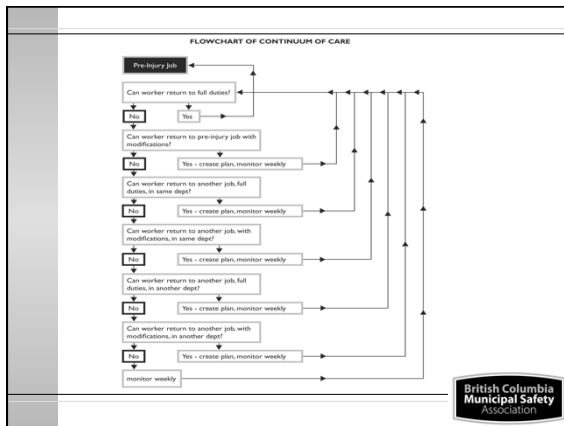 FLOWCHART OF CONTINUUM OF CARE
Pre-Injury Job
Can worker return to full duties?
No
Yes
Can worker return to pre-injury job with
modifications?
No
Yes - create plan, monitor weekly
Can worker return to another job, full
duties, in same dept?
No
Yes - create plan, monitor weekly
Can worker return to another job, with
modifications, in same dept?
No
Yes - create plan, monitor weekly
Can worker return to another job, full
duties, in another dept?
No
Yes - create plan, monitor weekly
Can worker return to another job, with
modifications, in another dept?
No
Yes - create plan, monitor weekly
monitor weekly
British Columbia
Municipal Safety
Association